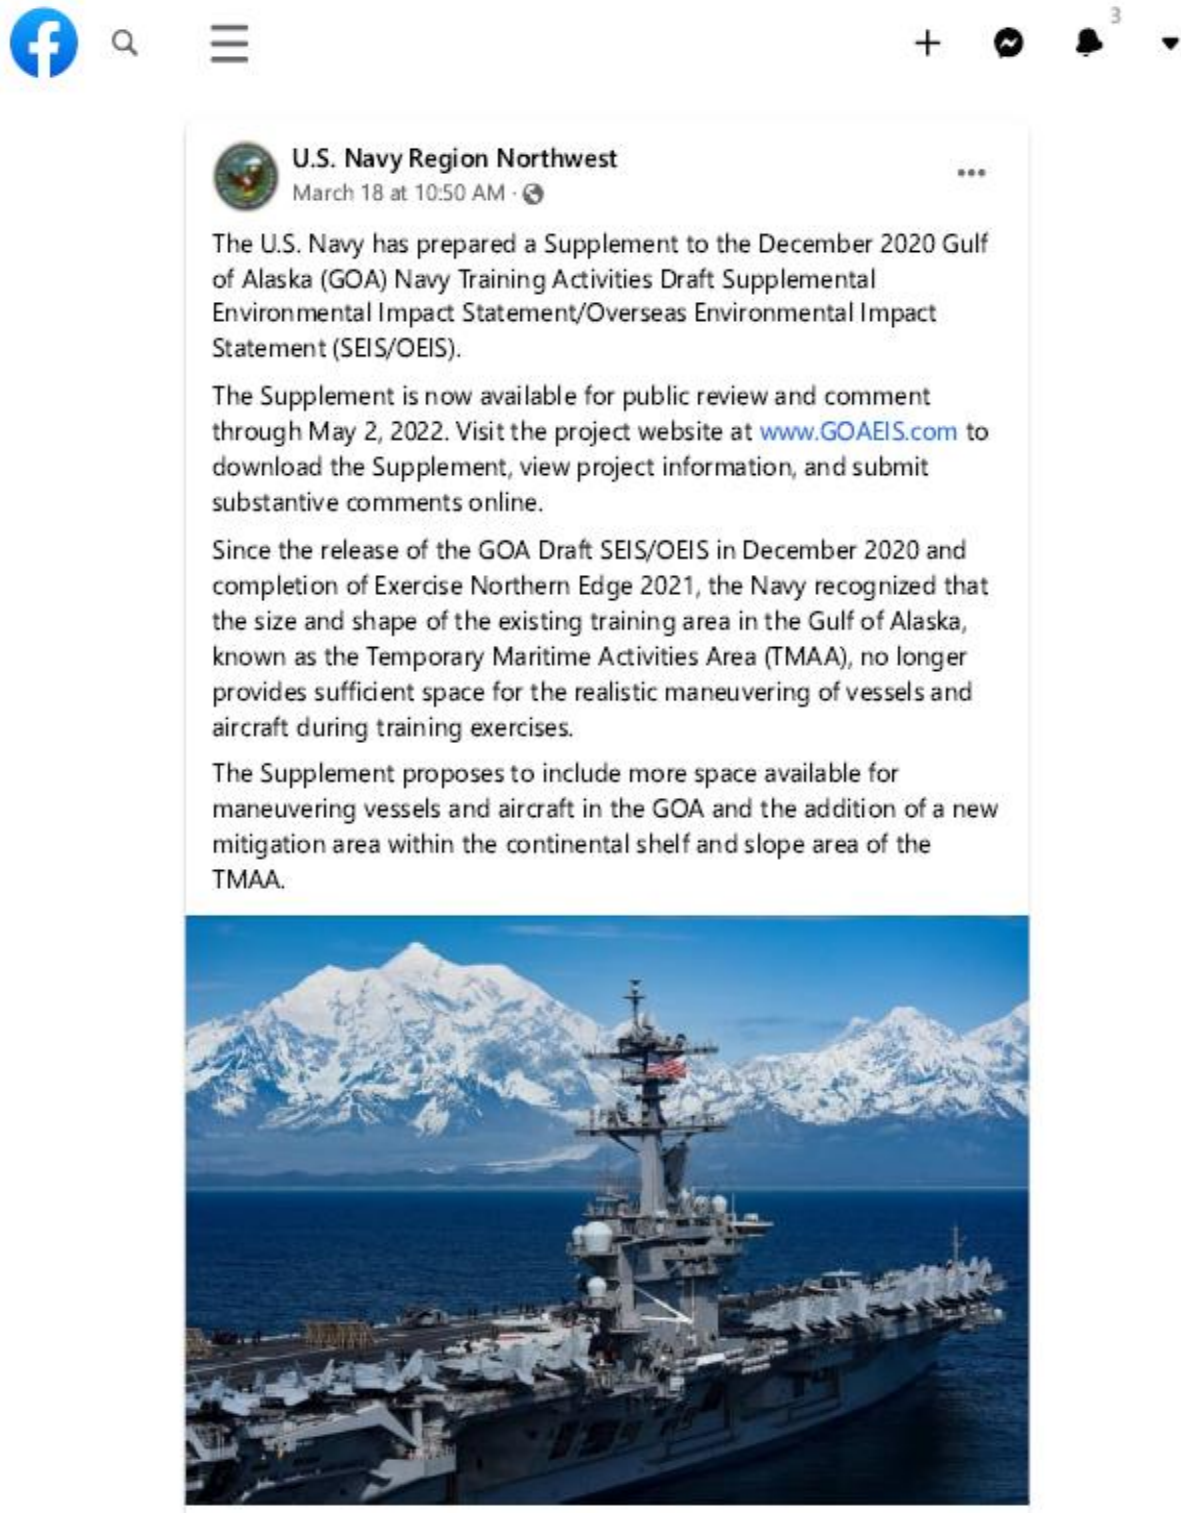 3
U.S. Navy Region Northwest
March 18 at 10:50 AM ·
The U.S. Navy has prepared a Supplement to the December 2020 Gulf
of Alaska (GOA) Navy Training Activities Draft Supplemental
Environmental Impact Statement/Overseas Environmental Impact
Statement (SEIS/OEIS).
The Supplement is now available for public review and comment
through May 2, 2022. Visit the project website at www.GOAEIS.com to
download the Supplement, view project information, and submit
substantive comments online.
Since the release of the GOA Draft SEIS/OEIS in December 2020 and
completion of Exercise Northern Edge 2021, the Navy recognized that
the size and shape of the existing training area in the Gulf of Alaska,
known as the Temporary Maritime Activities Area (TMAA), no longer
provides sufficient space for the realistic maneuvering of vessels and
aircraft during training exercises.
The Supplement proposes to include more space available for
maneuvering vessels and aircraft in the GOA and the addition of a new
mitigation area within the continental shelf and slope area of the
TMAA.